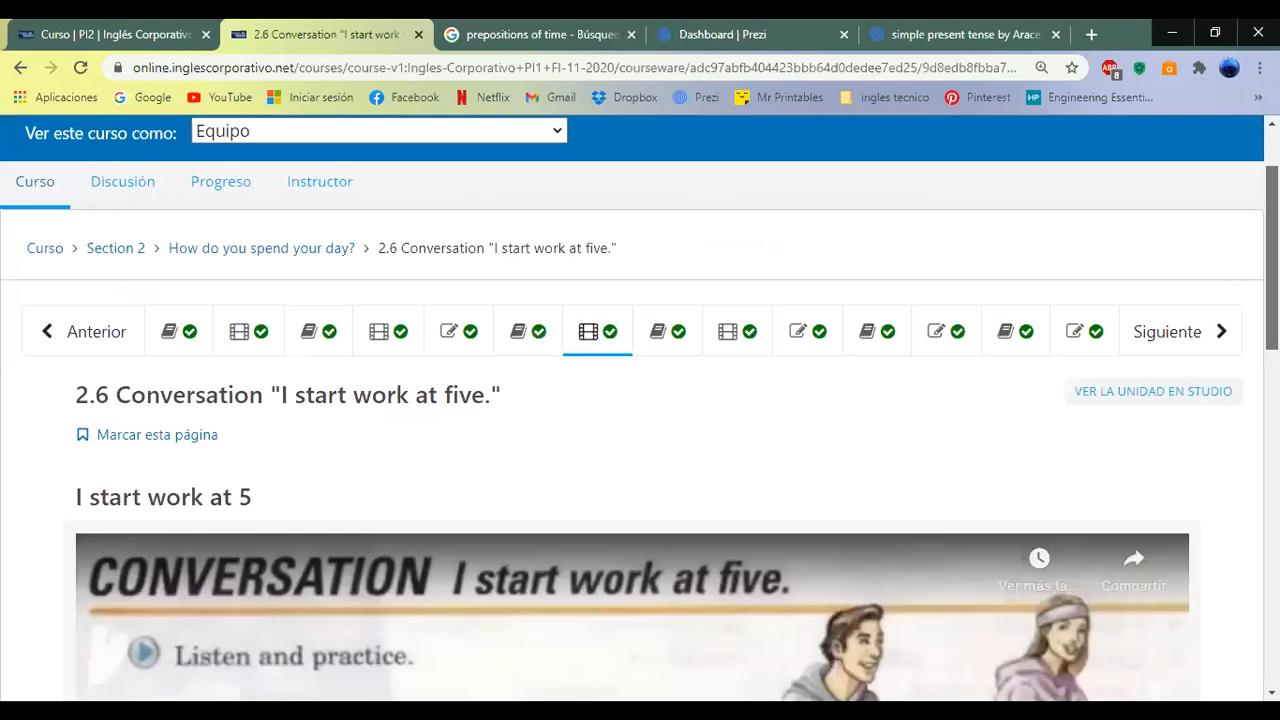 Curso | PI2 | Inglés Corporativo
2.6 Conversation "I start work
prepositions of time - Búsque
Dashboard | Prezi
simple present tense by Arace
online.inglescorporativo.net/courses/course-v1:Ingles-Corporativo+PI1+FI-11-2020/courseware/adc97abfb404423bbb64d0dedee7ed25/9d8edb8fbba7...
ABP
8
Aplicaciones
Google
YouTube
Iniciar sesión
Facebook
Netflix
Gmail
Dropbox
Prezi
Mr Printables
ingles tecnico
Pinterest
HP
Engineering Essenti...
Ver este curso como:
Equipo
Curso
Discusión
Progreso
Instructor
Curso > Section 2 > How do you spend your day? > 2.6 Conversation "I start work at five."
Anterior
Siguiente
2.6 Conversation "I start work at five."
VER LA UNIDAD EN STUDIO
Marcar esta página
I start work at 5
CONVERSATION I start work at five.
Ver más ta...
Compartir
Listen and practice.